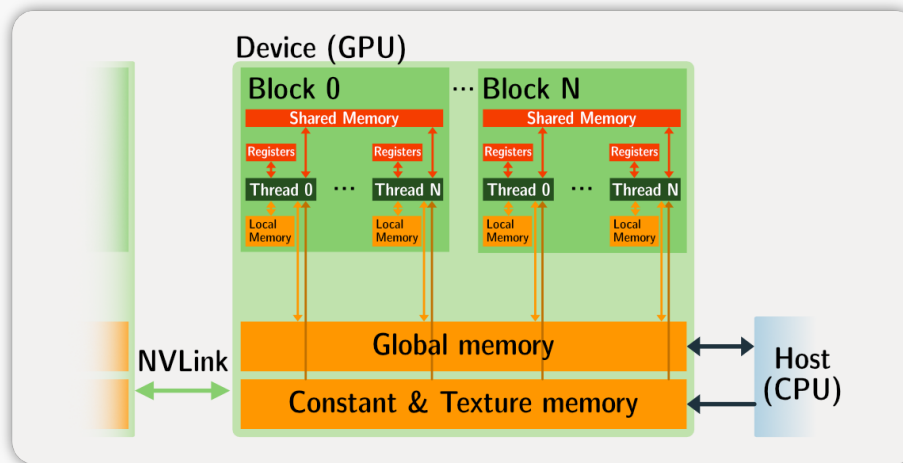 Device (GPU)
Block 0
...
Block N
Shared Memory
Shared Memory
Registers
Registers
Registers
Registers
Thread 0
...
Thread N
Thread 0
...
Thread N
Local
Memory
Local
Memory
Local
Memory
Local
Memory
Global memory
NVLink
Host
(CPU)
Constant & Texture memory